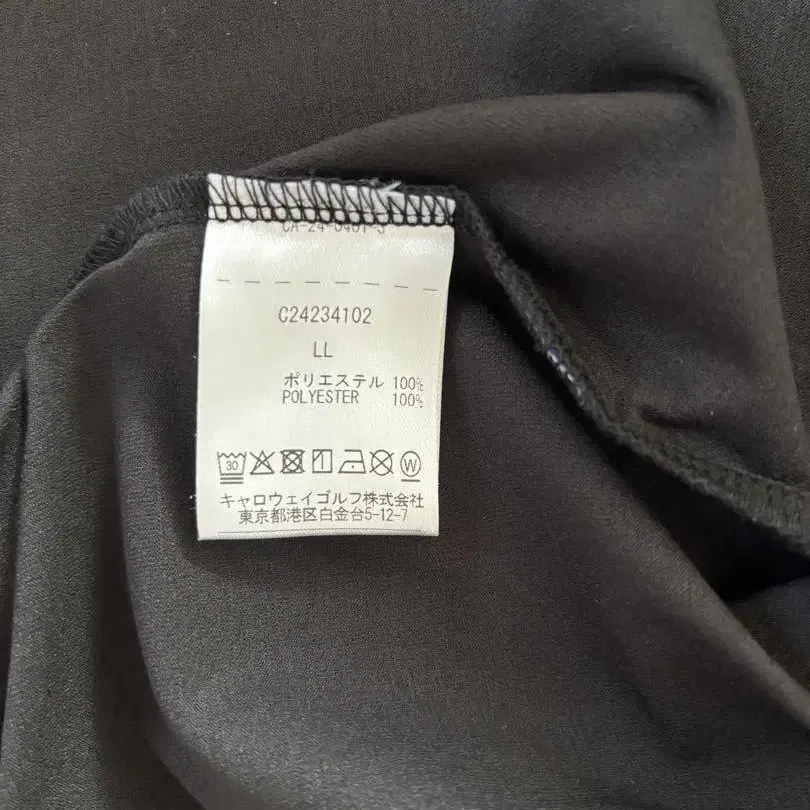 C24234102
LL
ポリエステル 100%
POLYESTER 100%
30 W
キャロウェイゴルフ株式会社
東京都港区白金台5-12-7